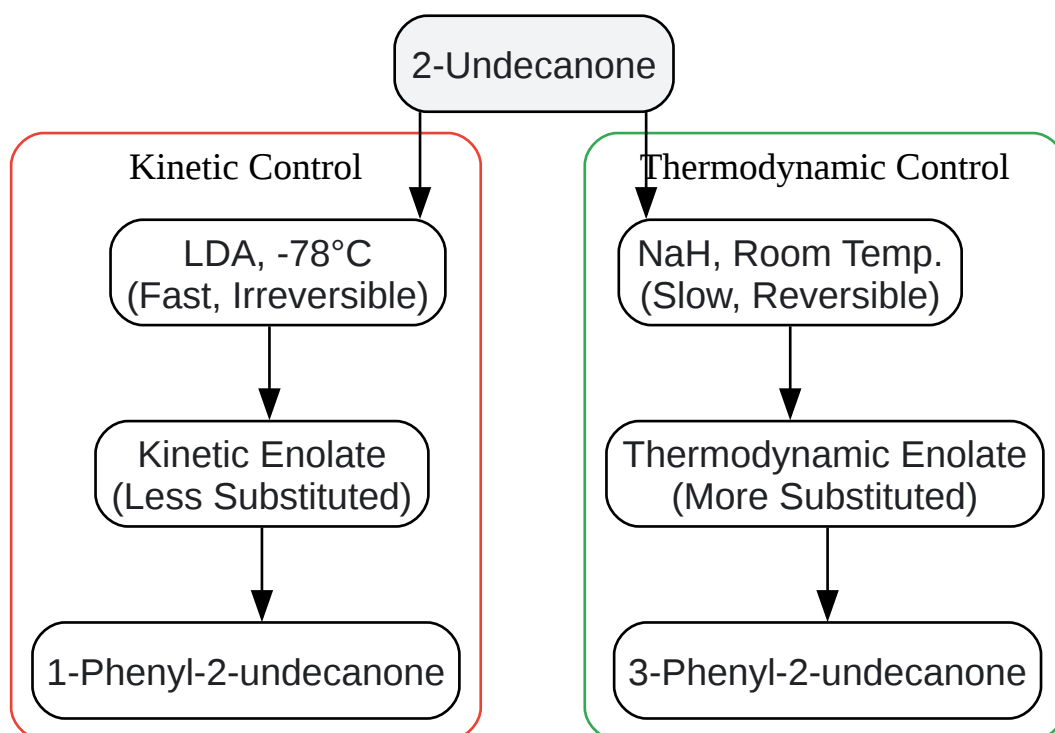 2-Undecanone
Kinetic Control
LDA, -78°C
(Fast, Irreversible)
Kinetic Enolate
(Less Substituted)
1-Phenyl-2-undecanone
Thermodynamic Control
NaH, Room Temp.
(Slow, Reversible)
Thermodynamic Enolate
(More Substituted)
3-Phenyl-2-undecanone